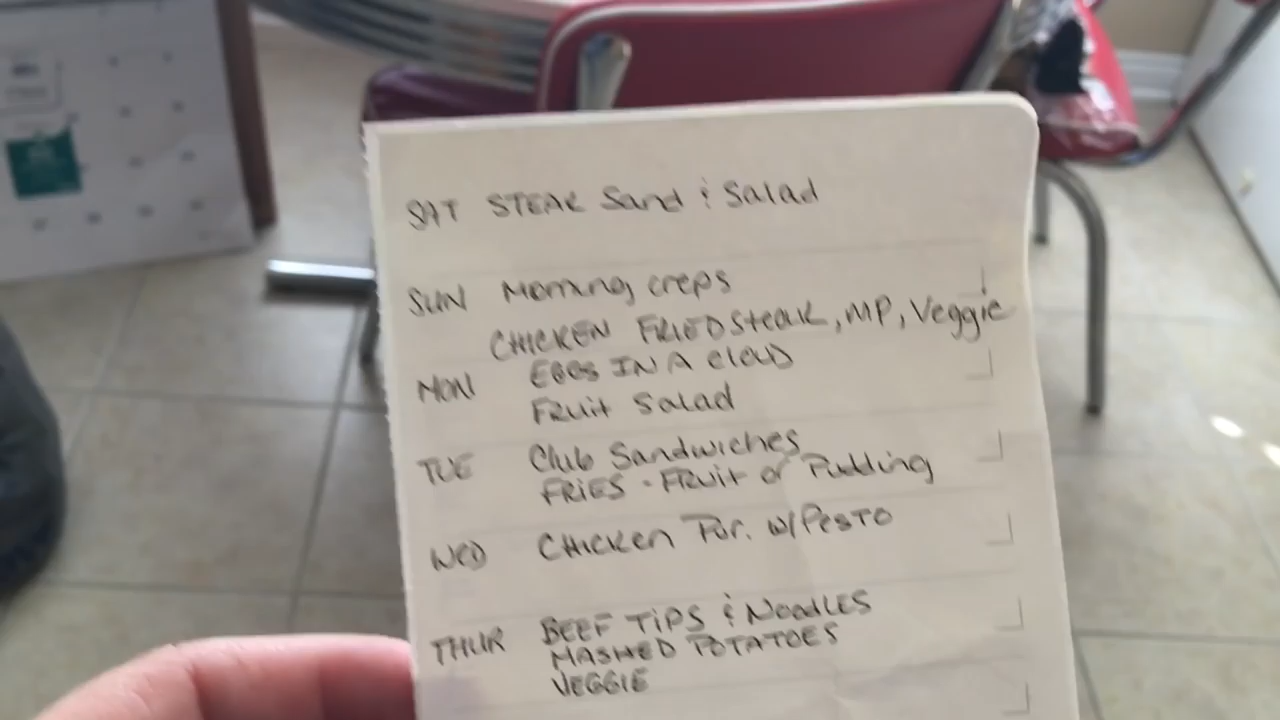 SAT STEAK Sand & Salad
SUN Morning creps
CHICKEN FRIED Steak, MP, Veggie
MON EGGS IN A cloud
Fruit Salad
TUE Club Sandwiches
FRIES - Fruit or Pudding
WED CHICKEN Par. w/Pesto
THUR BEEF TIPS & NOODLES
MASHED POTATOES
VEGGIE